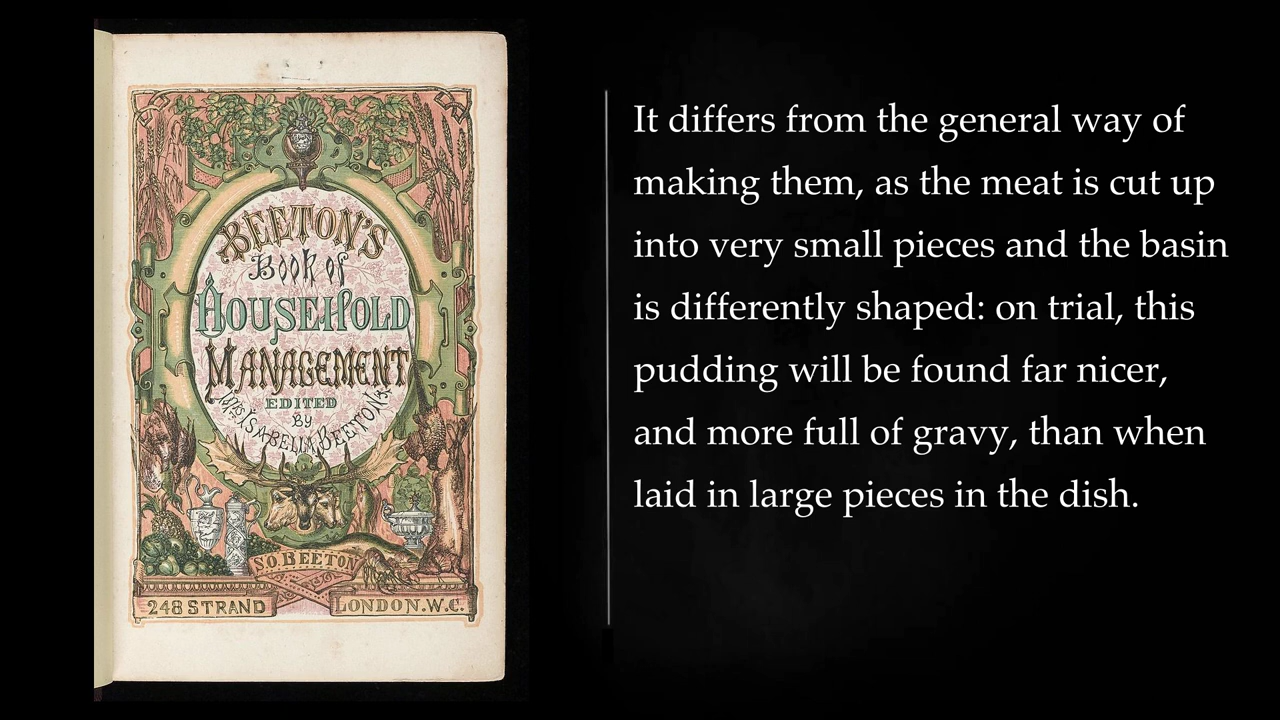 BEETON'S
Book of
HOUSEHOLD
MANAGEMENT
EDITED
BY
MRS ISABELLA BEETON
S.O. BEETON
248 STRAND
LONDON.W.C.
It differs from the general way of
making them, as the meat is cut up
into very small pieces and the basin
is differently shaped: on trial, this
pudding will be found far nicer,
and more full of gravy, than when
laid in large pieces in the dish.